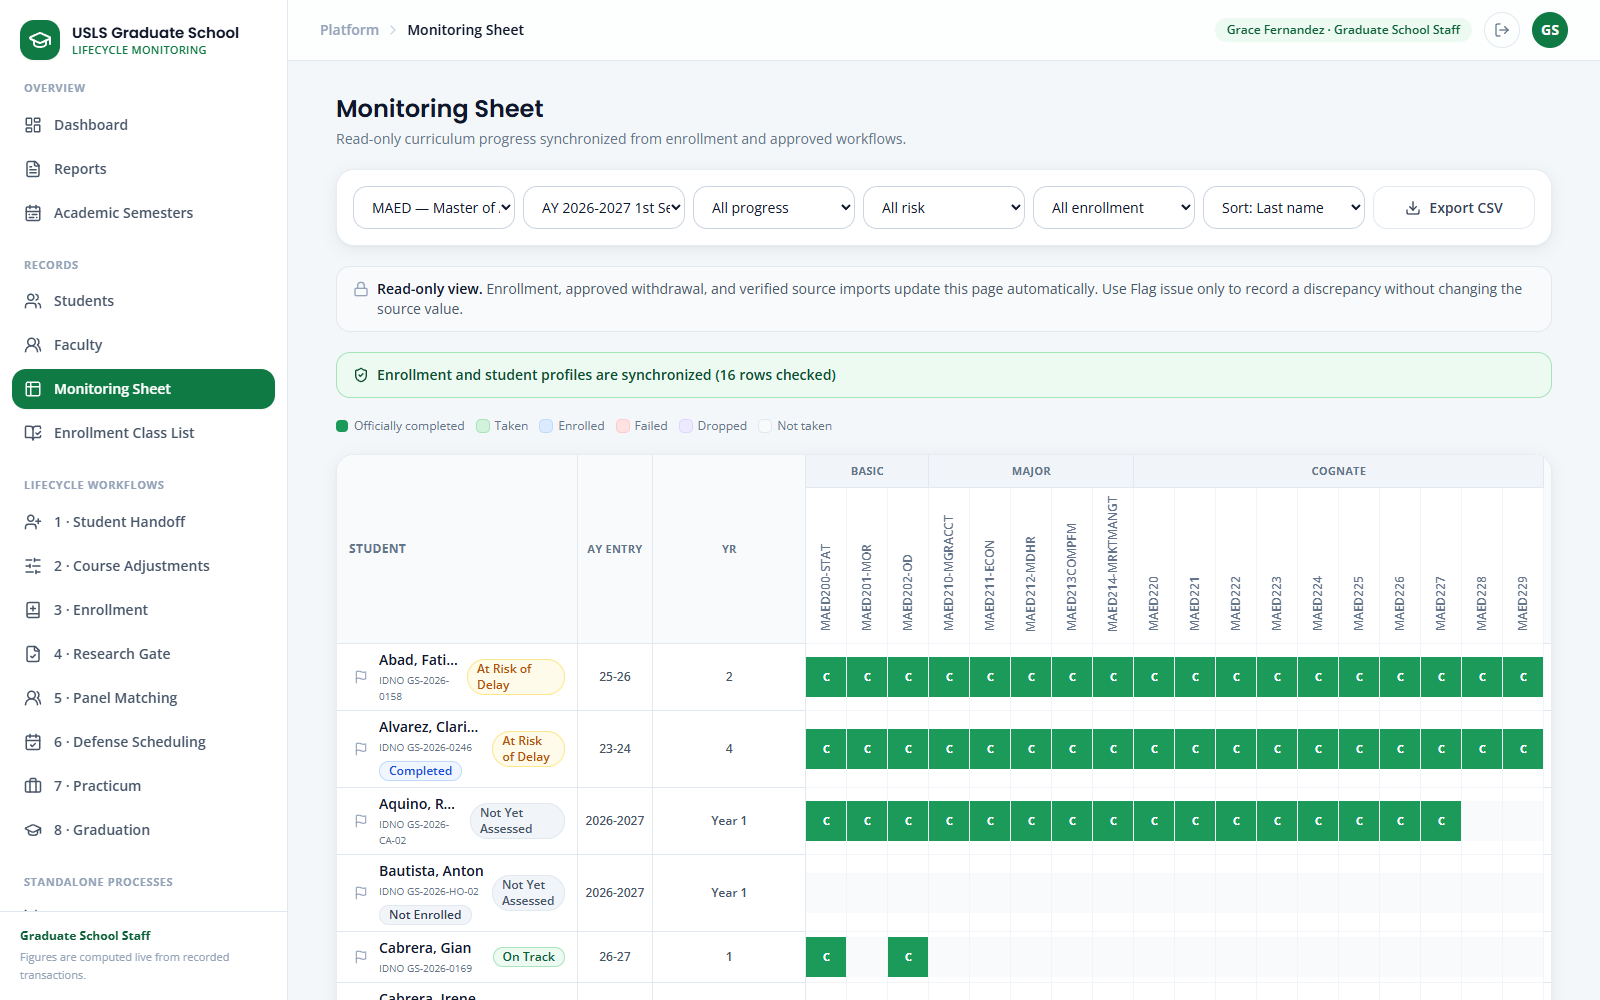 USLS Graduate School
LIFECYCLE MONITORING
OVERVIEW
Dashboard
Reports
Academic Semesters
RECORDS
Students
Faculty
Monitoring Sheet
Enrollment Class List
LIFECYCLE WORKFLOWS
1 · Student Handoff
2 · Course Adjustments
3 · Enrollment
4 · Research Gate
5 · Panel Matching
6 · Defense Scheduling
7 · Practicum
8 · Graduation
STANDALONE PROCESSES
Graduate School Staff
Figures are computed live from recorded
transactions.
Platform
Monitoring Sheet
Grace Fernandez · Graduate School Staff
GS
Monitoring Sheet
Read-only curriculum progress synchronized from enrollment and approved workflows.
MAED — Master of
AY 2026-2027 1st Se
All progress
All risk
All enrollment
Sort: Last name
Export CSV
Read-only view. Enrollment, approved withdrawal, and verified source imports update this page automatically. Use Flag issue only to record a discrepancy without changing the
source value.
Enrollment and student profiles are synchronized (16 rows checked)
Officially completed Taken Enrolled Failed Dropped Not taken
STUDENT AY ENTRY YR BASIC MAJOR COGNATE
MAED200-STAT
MAED201-MOR
MAED202-OD
MAED210-MGRACCT
MAED211-ECON
MAED212-MDHR
MAED213COMPFM
MAED214-MRKTMANGT
MAED220
MAED221
MAED222
MAED223
MAED224
MAED225
MAED226
MAED227
MAED228
MAED229
Abad, Fati...
IDNO GS-2026-
0158
At Risk of
Delay
25-26 2 C C C C C C C C C C C C C C C C C C
Alvarez, Clari...
IDNO GS-2026-0246
Completed
At Risk
of Delay
23-24 4 C C C C C C C C C C C C C C C C C C
Aquino, R...
IDNO GS-2026-
CA-02
Not Yet
Assessed
2026-2027 Year 1 C C C C C C C C C C C C C C C C
Bautista, Anton
IDNO GS-2026-HO-02
Not Enrolled
Not Yet
Assessed
2026-2027 Year 1
Cabrera, Gian
IDNO GS-2026-0169
On Track
26-27 1 C C
Cabrera, Irene